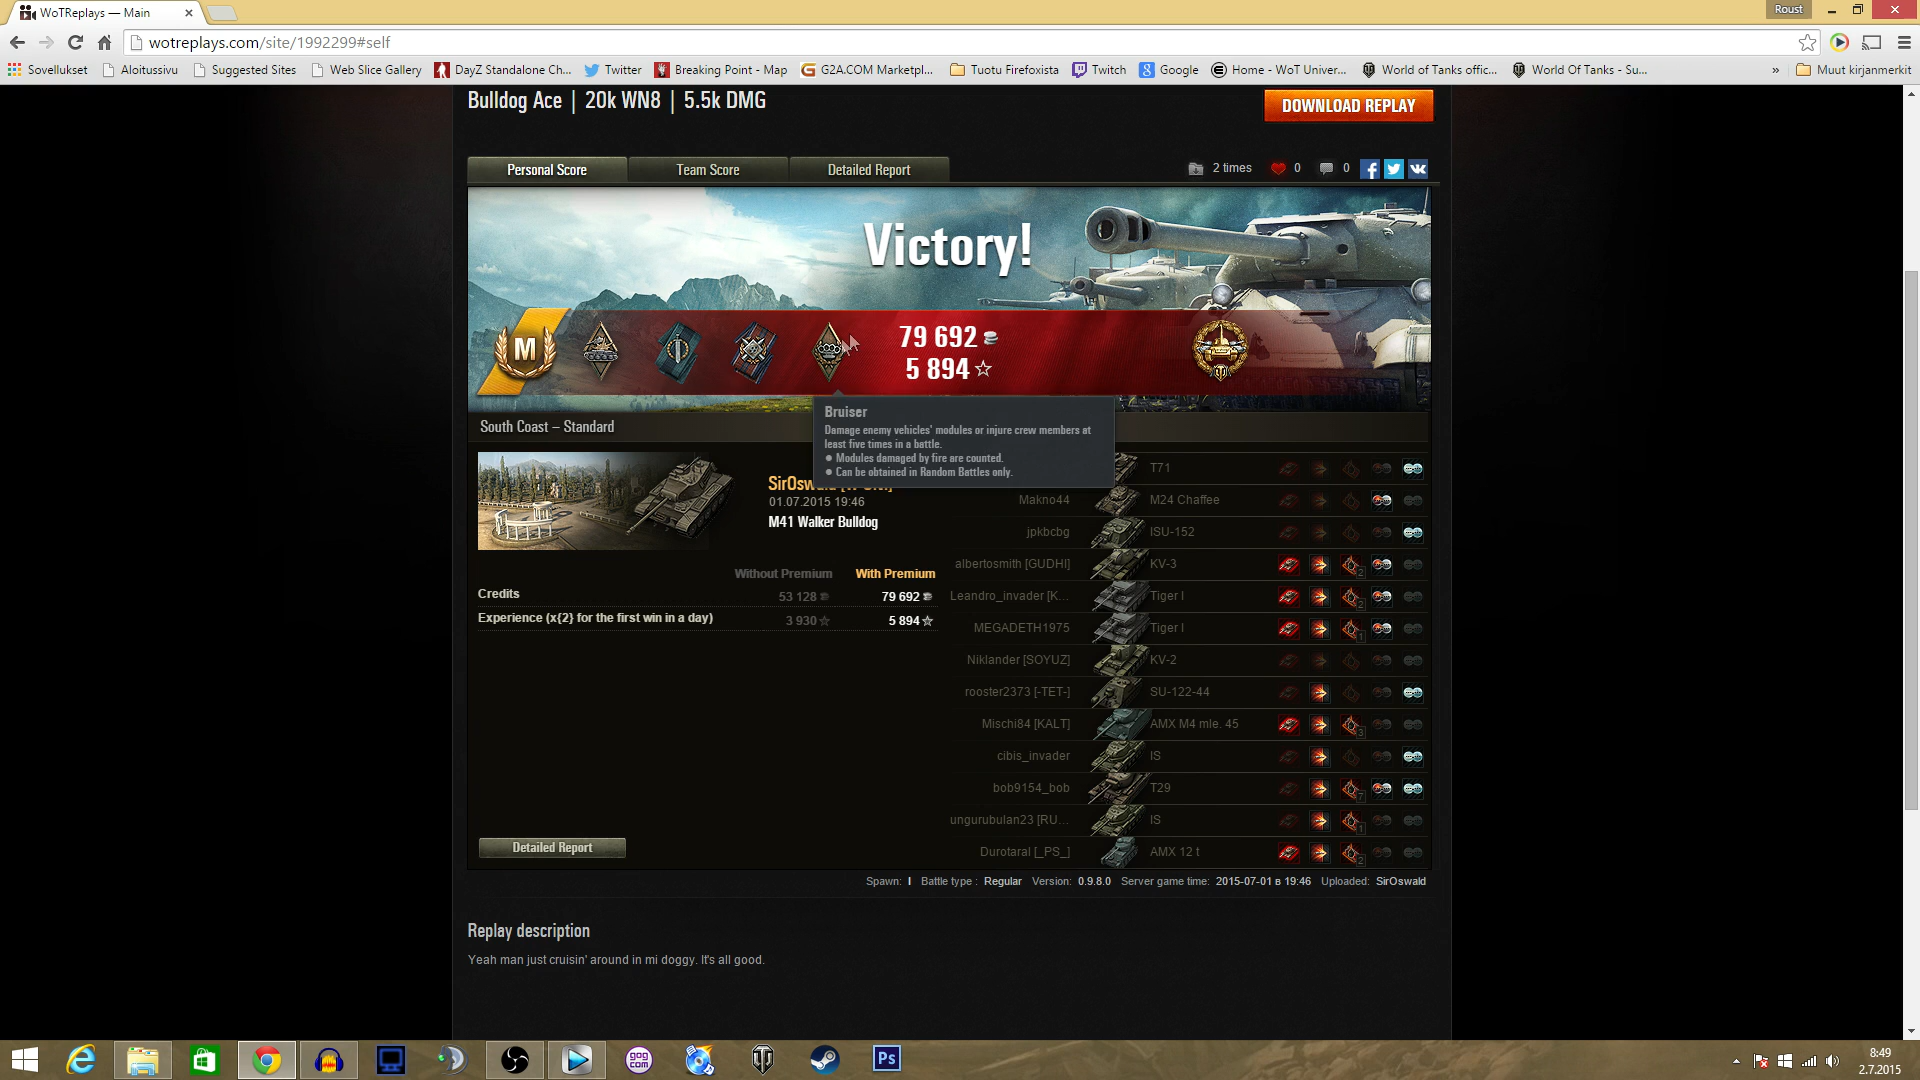 WoTReplays — Main
Roust
wotreplays.com/site/1992299#self
Sovellukset
Aloitussivu
Suggested Sites
Web Slice Gallery
DayZ Standalone Ch...
Twitter
Breaking Point - Map
G2A.COM Marketpl...
Tuotu Firefoxista
Twitch
Google
Home - WoT Univer...
World of Tanks offic...
World Of Tanks - Su...
»
Muut kirjanmerkit
Bulldog Ace | 20k WN8 | 5.5k DMG
DOWNLOAD REPLAY
Personal Score
Team Score
Detailed Report
2 times
0
0
Victory!
M
79 692
5 894
Bruiser
Damage enemy vehicles' modules or injure crew members at
least five times in a battle.
● Modules damaged by fire are counted.
● Can be obtained in Random Battles only.
South Coast – Standard
01.07.2015 19:46
M41 Walker Bulldog
Without Premium With Premium
Credits 53 128 79 692
Experience (x{2} for the first win in a day) 3 930 5 894
Detailed Report
T71
Makno44 M24 Chaffee
jpkbcbg ISU-152
albertosmith [GUDHI] KV-3 2
Leandro_invader [K... Tiger I 2
MEGADETH1975 Tiger I 1
Niklander [SOYUZ] KV-2
rooster2373 [-TET-] SU-122-44
Mischi84 [KALT] AMX M4 mle. 45 3
cibis_invader IS
bob9154_bob T29 7
ungurubulan23 [RU... IS 1
Durotaral [_PS_] AMX 12 t 2
Spawn: I Battle type : Regular Version: 0.9.8.0 Server game time: 2015-07-01 в 19:46 Uploaded: SirOswald
Replay description
Yeah man just cruisin' around in mi doggy. It's all good.
GOG
COM
Ps
8:49
2.7.2015